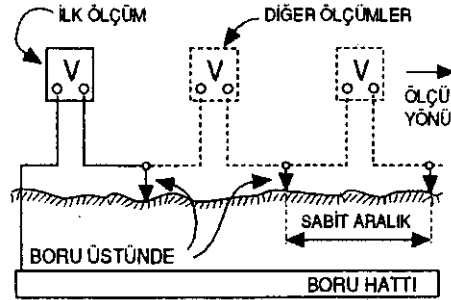 İLK ÖLÇÜM
DİĞER ÖLÇÜMLER
V
V
V
ÖLÇÜ
YÖNÜ
SABİT ARALIK
BORU ÜSTÜNDE
BORU HATTI